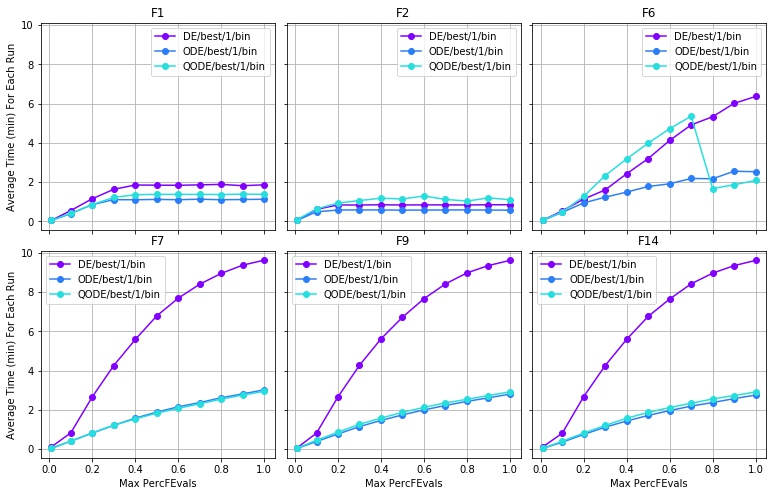 F1
F2
F6
10
8
6
4
2
0
Average Time (min) For Each Run
DE/best/1/bin
ODE/best/1/bin
QODE/best/1/bin
DE/best/1/bin
ODE/best/1/bin
QODE/best/1/bin
DE/best/1/bin
ODE/best/1/bin
QODE/best/1/bin
F7
F9
F14
10
8
6
4
2
0
Average Time (min) For Each Run
DE/best/1/bin
ODE/best/1/bin
QODE/best/1/bin
DE/best/1/bin
ODE/best/1/bin
QODE/best/1/bin
DE/best/1/bin
ODE/best/1/bin
QODE/best/1/bin
0.0 0.2 0.4 0.6 0.8 1.0
0.0 0.2 0.4 0.6 0.8 1.0
0.0 0.2 0.4 0.6 0.8 1.0
Max PercFEvals
Max PercFEvals
Max PercFEvals